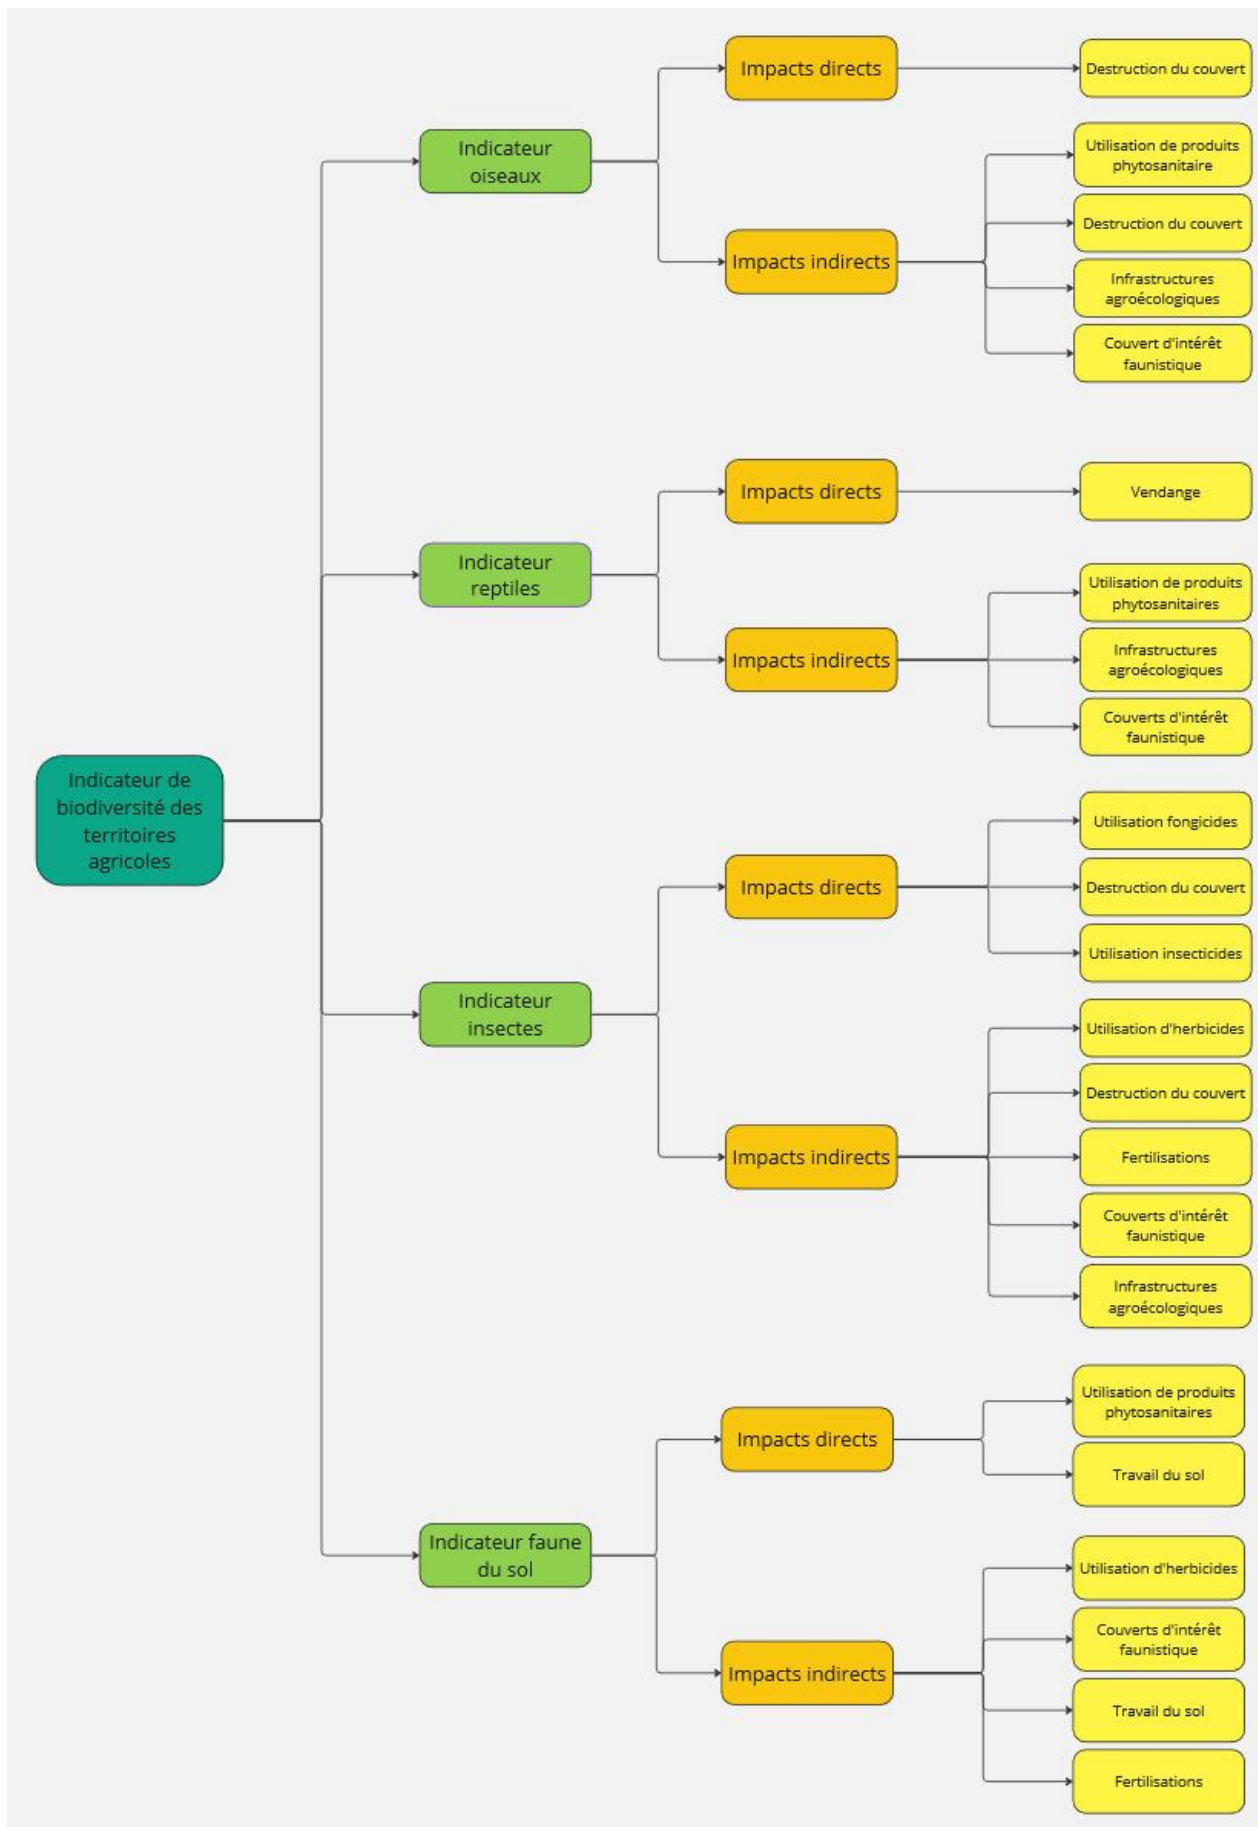 Indicateur de
biodiversité des
territoires
agricoles
Indicateur
oiseaux
Impacts directs
Destruction du couvert
Impacts indirects
Utilisation de produits
phytosanitaire
Destruction du couvert
Infrastructures
agroécologiques
Couvert d'intérêt
faunistique
Indicateur
reptiles
Impacts directs
Vendange
Impacts indirects
Utilisation de produits
phytosanitaires
Infrastructures
agroécologiques
Couverts d'intérêt
faunistique
Indicateur
insectes
Impacts directs
Utilisation fongicides
Destruction du couvert
Utilisation insecticides
Impacts indirects
Utilisation d'herbicides
Destruction du couvert
Fertilisations
Couverts d'intérêt
faunistique
Infrastructures
agroécologiques
Indicateur faune
du sol
Impacts directs
Utilisation de produits
phytosanitaires
Travail du sol
Impacts indirects
Utilisation d'herbicides
Couverts d'intérêt
faunistique
Travail du sol
Fertilisations